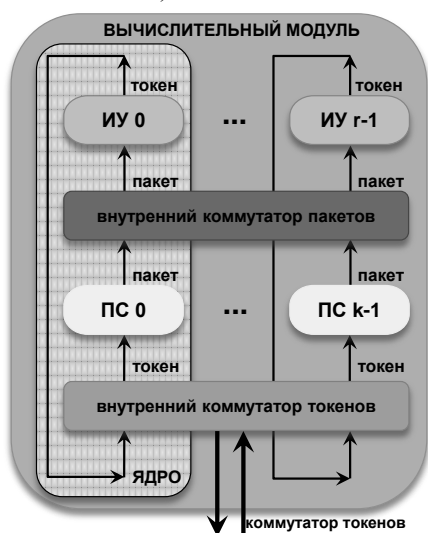 ВЫЧИСЛИТЕЛЬНЫЙ МОДУЛЬ
токен токен
ИУ 0 ... ИУ r-1
пакет пакет
внутренний коммутатор пакетов
пакет пакет
ПС 0 ... ПС k-1
токен токен
внутренний коммутатор токенов
ЯДРО
коммутатор токенов